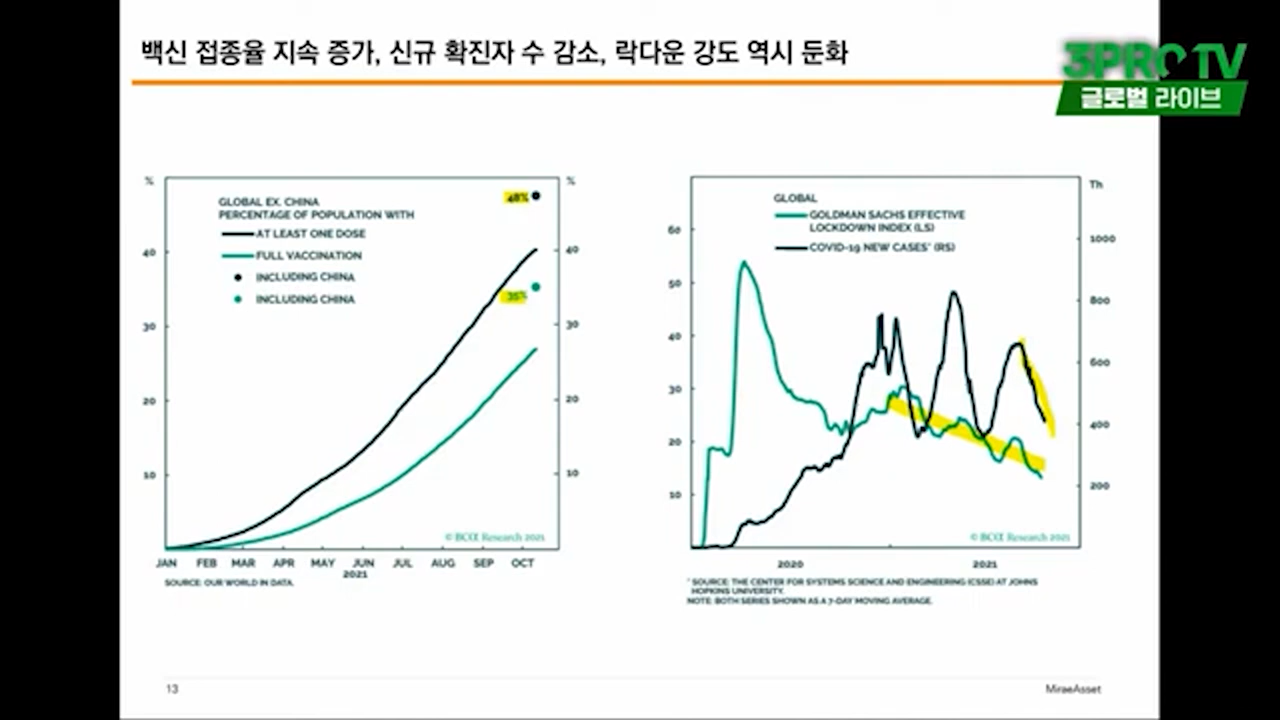 백신 접종율 지속 증가, 신규 확진자 수 감소, 락다운 강도 역시 둔화
3PRO TV
글로벌 라이브
%
GLOBAL EX. CHINA
PERCENTAGE OF POPULATION WITH
AT LEAST ONE DOSE
FULL VACCINATION
INCLUDING CHINA
INCLUDING CHINA
48%
35%
%
40
30
20
10
40
30
20
10
© BCA Research 2021
JAN FEB MAR APR MAY JUN JUL AUG SEP OCT
2021
SOURCE: OUR WORLD IN DATA.
GLOBAL
GOLDMAN SACHS EFFECTIVE
LOCKDOWN INDEX (LS)
COVID-19 NEW CASES* (RS)
Th
60
50
40
30
20
10
1000
800
600
400
200
© BCA Research 2021
2020 2021
* SOURCE: THE CENTER FOR SYSTEMS SCIENCE AND ENGINEERING (CSSE) AT JOHNS
HOPKINS UNIVERSITY.
NOTE: BOTH SERIES SHOWN AS A 7-DAY MOVING AVERAGE.
13
MiraeAsset